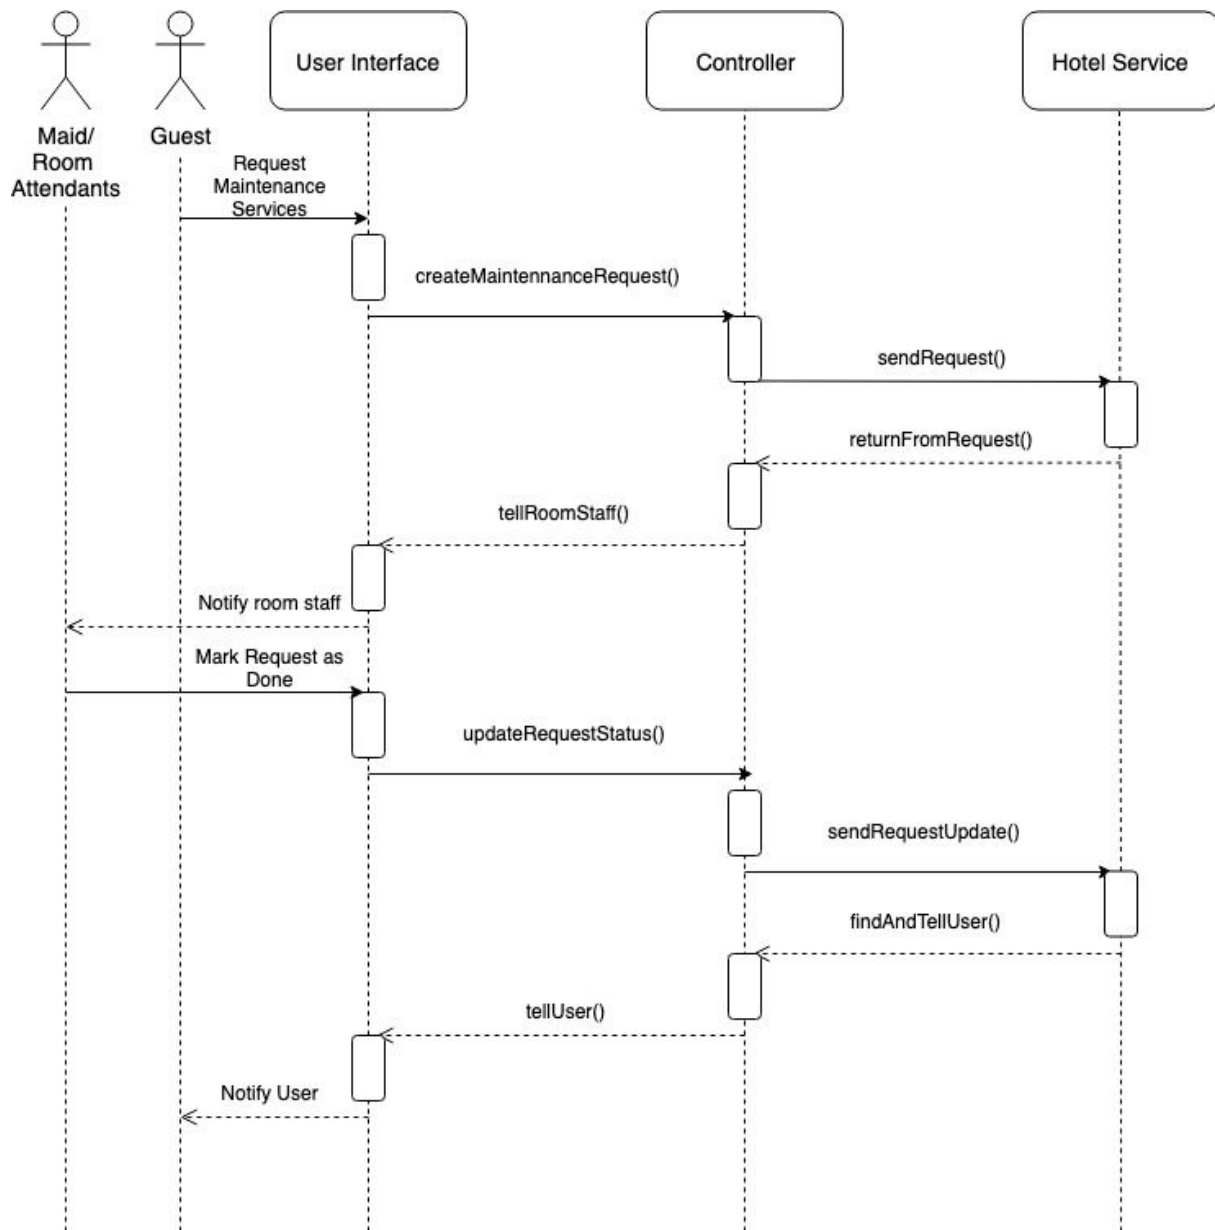 User Interface
Controller
Hotel Service
Maid/
Room
Attendants
Guest
Request
Maintenance
Services
createMaintennanceRequest()
sendRequest()
returnFromRequest()
tellRoomStaff()
Notify room staff
Mark Request as
Done
updateRequestStatus()
sendRequestUpdate()
findAndTellUser()
tellUser()
Notify User